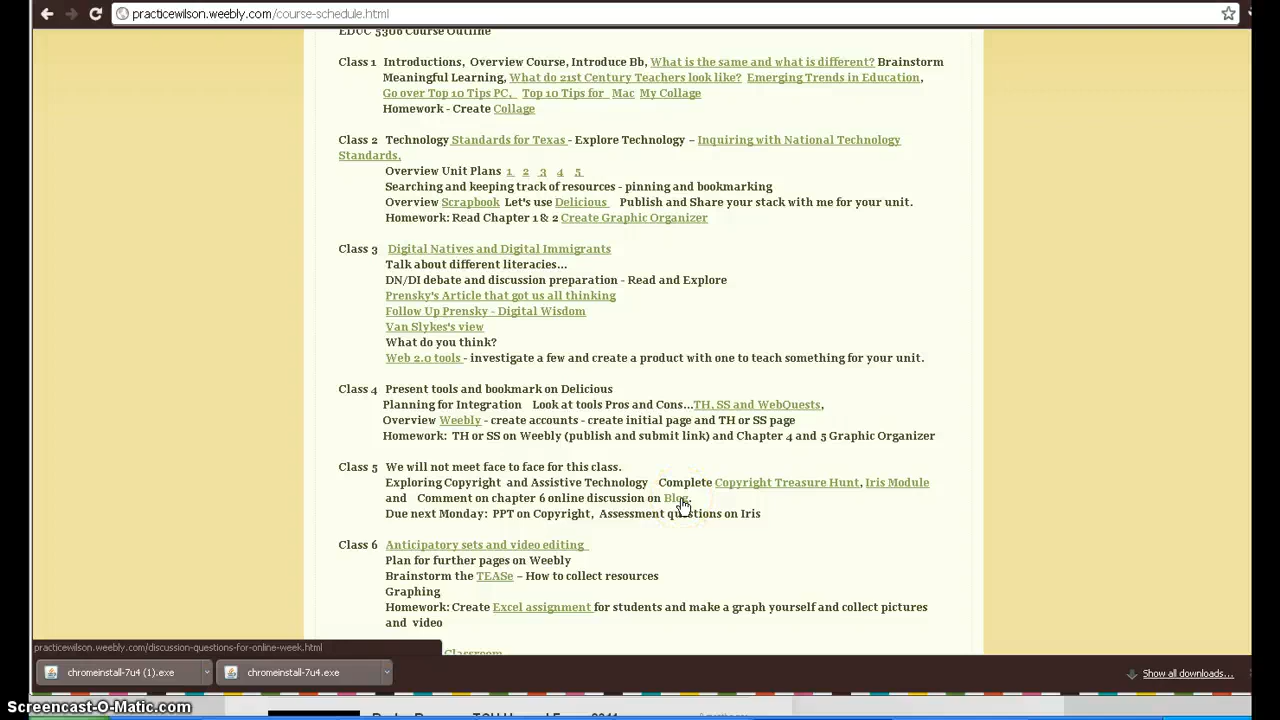 practicewilson.weebly.com/course-schedule.html
EDUC 5306 Course Outline
Class 1 Introductions, Overview Course, Introduce Bb, What is the same and what is different? Brainstorm
Meaningful Learning, What do 21st Century Teachers look like? Emerging Trends in Education,
Go over Top 10 Tips PC, Top 10 Tips for Mac My Collage
Homework - Create Collage
Class 2 Technology Standards for Texas - Explore Technology – Inquiring with National Technology
Standards,
Overview Unit Plans 1 2 3 4 5
Searching and keeping track of resources - pinning and bookmarking
Overview Scrapbook Let's use Delicious Publish and Share your stack with me for your unit.
Homework: Read Chapter 1 & 2 Create Graphic Organizer
Class 3 Digital Natives and Digital Immigrants
Talk about different literacies...
DN/DI debate and discussion preparation - Read and Explore
Prensky's Article that got us all thinking
Follow Up Prensky - Digital Wisdom
Van Slykes's view
What do you think?
Web 2.0 tools - investigate a few and create a product with one to teach something for your unit.
Class 4 Present tools and bookmark on Delicious
Planning for Integration Look at tools Pros and Cons...TH, SS and WebQuests,
Overview Weebly - create accounts - create initial page and TH or SS page
Homework: TH or SS on Weebly (publish and submit link) and Chapter 4 and 5 Graphic Organizer
Class 5 We will not meet face to face for this class.
Exploring Copyright and Assistive Technology Complete Copyright Treasure Hunt, Iris Module
and Comment on chapter 6 online discussion on Blog.
Due next Monday: PPT on Copyright, Assessment questions on Iris
Class 6 Anticipatory sets and video editing
Plan for further pages on Weebly
Brainstorm the TEASe – How to collect resources
Graphing
Homework: Create Excel assignment for students and make a graph yourself and collect pictures
and video
practicewilson.weebly.com/discussion-questions-for-online-week.html
Classroom
chromeinstall-7u4 (1).exe
chromeinstall-7u4.exe
Show all downloads...
Screencast-O-Matic.com